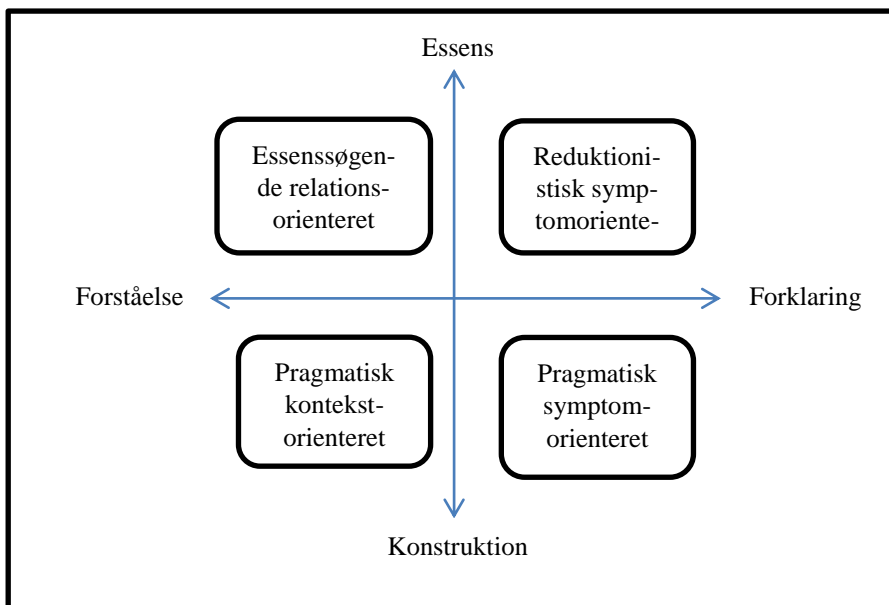 Essens
Essenssøgen-
de relations-
orienteret
Reduktioni-
stisk symp-
tomoriente-
Forståelse
Forklaring
Pragmatisk
kontekst-
orienteret
Pragmatisk
symptom-
orienteret
Konstruktion